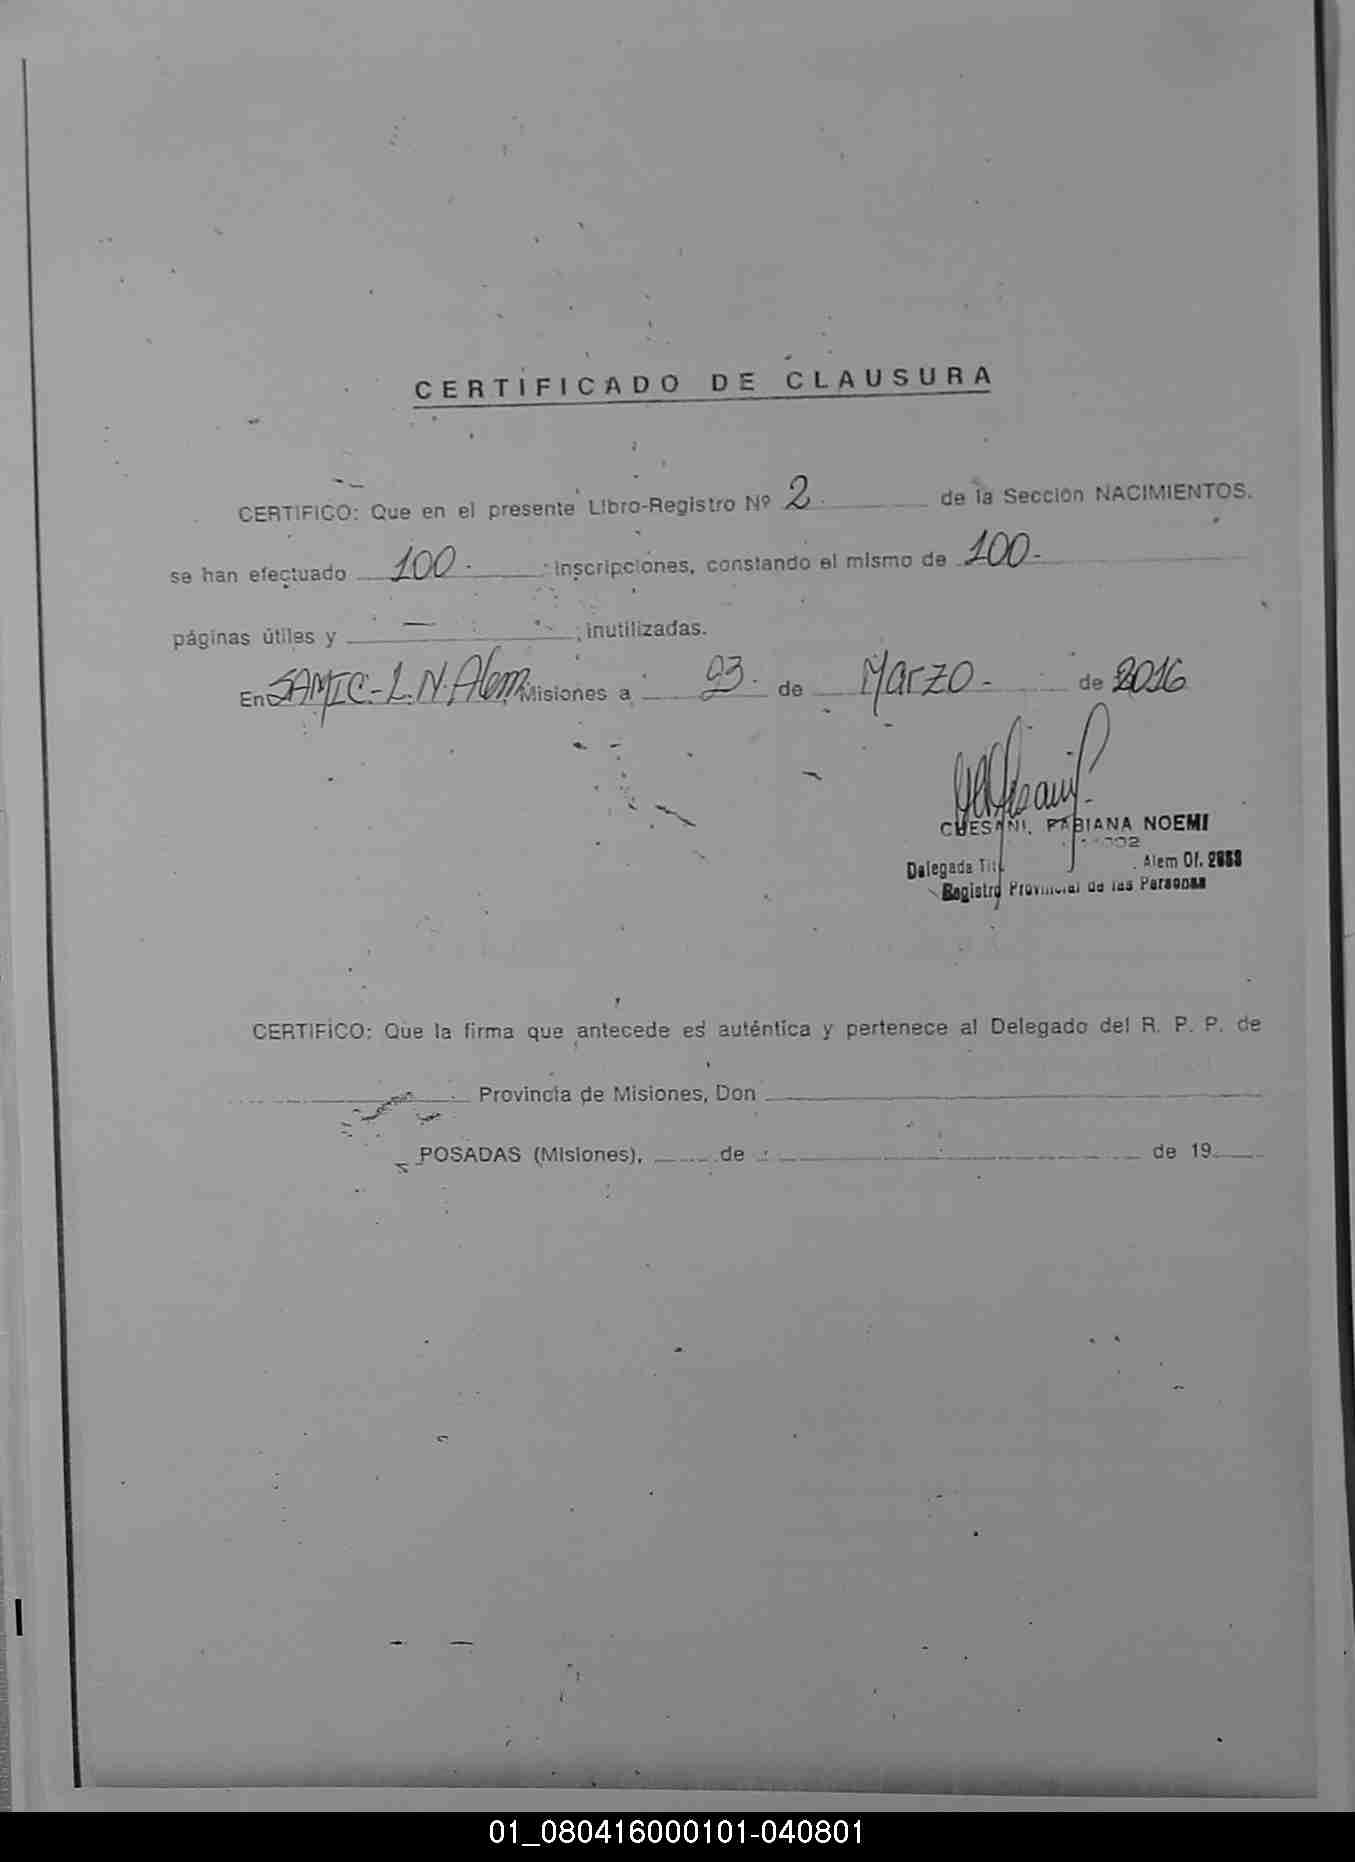 CERTIFICADO DE CLAUSURA
CERTIFICO: Que en el presente Libro-Registro Nº 2 de la Sección NACIMIENTOS.
se han efectuado 100.- inscripciones, constando el mismo de 100.-
páginas útiles y — inutilizadas.
En SAMIC-L.N.Alem Misiones a 03 de Marzo - de 2016
CHESANI, FABIANA NOEMI
Delegada Alem Of. 
Registro Provincial de las Personas
CERTIFICO: Que la firma que antecede es auténtica y pertenece al Delegado del R. P. P. de
Provincia de Misiones, Don
POSADAS (Misiones), de de 19
01_080416000101-040801